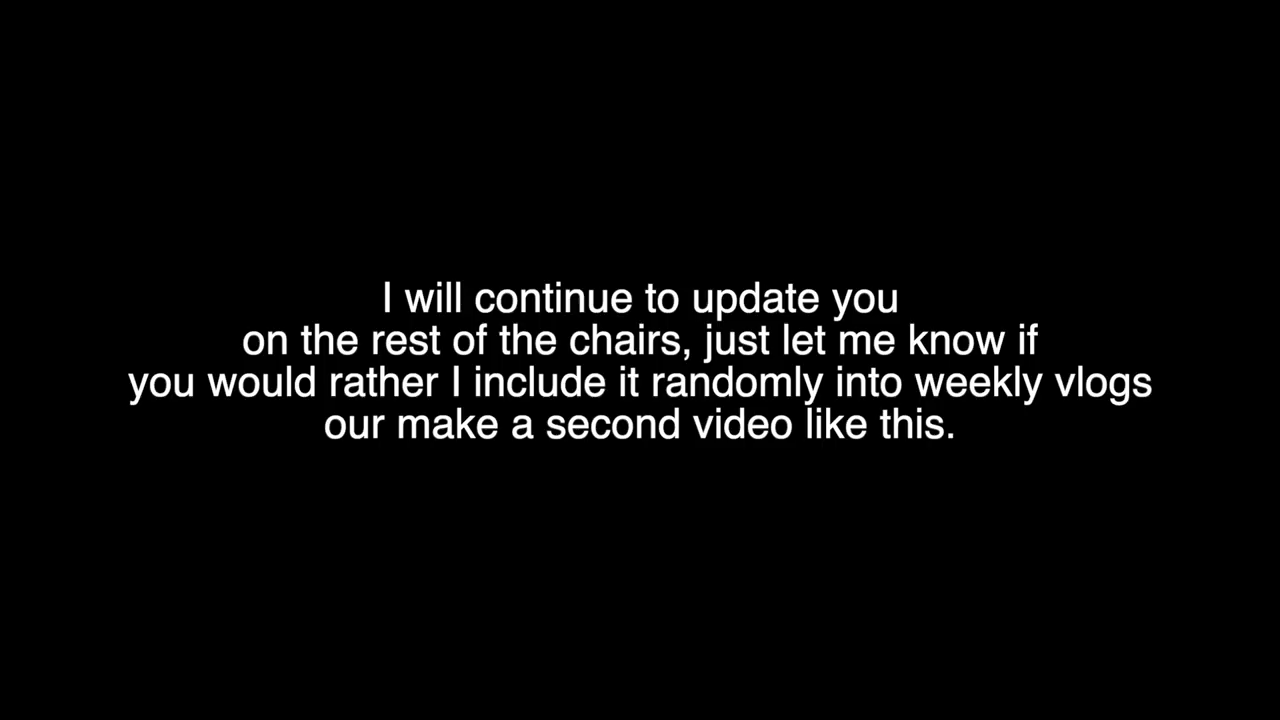 I will continue to update you
on the rest of the chairs, just let me know if
you would rather I include it randomly into weekly vlogs
our make a second video like this.